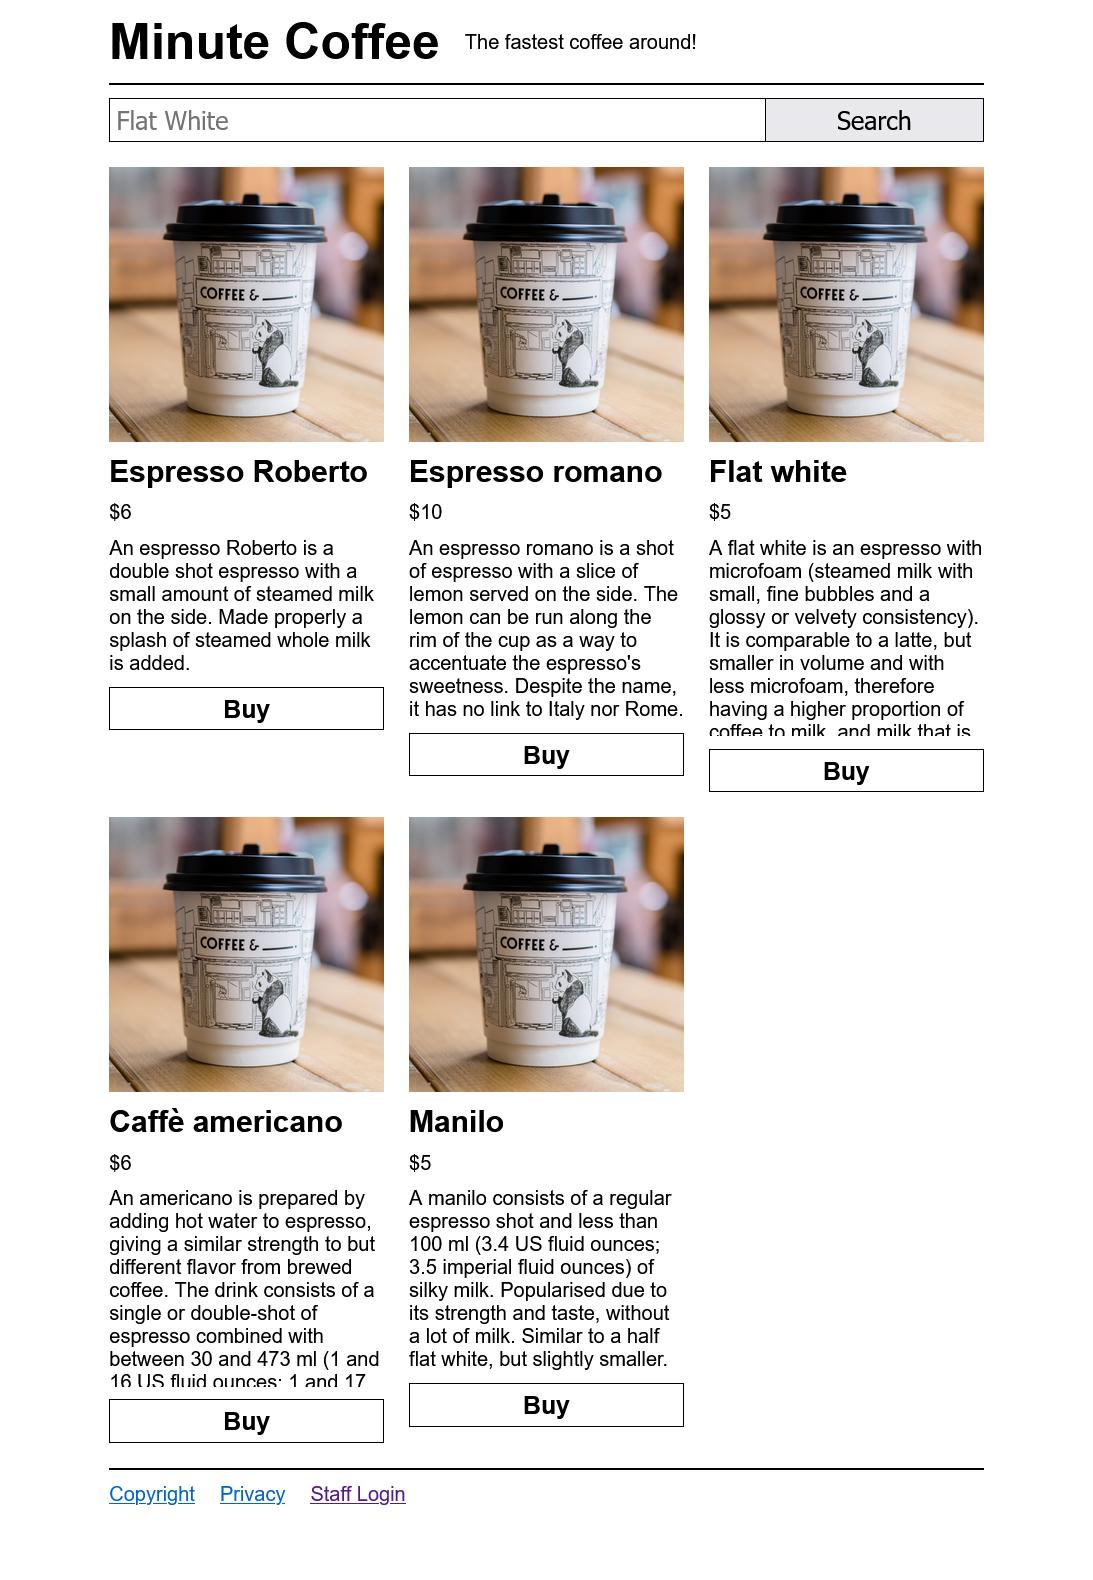 Minute Coffee
The fastest coffee around!
Flat White
Search
COFFEE &
COFFEE &
COFFEE &
Espresso Roberto
$6
An espresso Roberto is a
double shot espresso with a
small amount of steamed milk
on the side. Made properly a
splash of steamed whole milk
is added.
Buy
Espresso romano
$10
An espresso romano is a shot
of espresso with a slice of
lemon served on the side. The
lemon can be run along the
rim of the cup as a way to
accentuate the espresso's
sweetness. Despite the name,
it has no link to Italy nor Rome.
Buy
Flat white
$5
A flat white is an espresso with
microfoam (steamed milk with
small, fine bubbles and a
glossy or velvety consistency).
It is comparable to a latte, but
smaller in volume and with
less microfoam, therefore
having a higher proportion of
coffee to milk, and milk that is
Buy
COFFEE &
COFFEE &
Caffè americano
$6
An americano is prepared by
adding hot water to espresso,
giving a similar strength to but
different flavor from brewed
coffee. The drink consists of a
single or double-shot of
espresso combined with
between 30 and 473 ml (1 and
16 US fluid ounces; 1 and 17
Buy
Manilo
$5
A manilo consists of a regular
espresso shot and less than
100 ml (3.4 US fluid ounces;
3.5 imperial fluid ounces) of
silky milk. Popularised due to
its strength and taste, without
a lot of milk. Similar to a half
flat white, but slightly smaller.
Buy
Copyright Privacy Staff Login